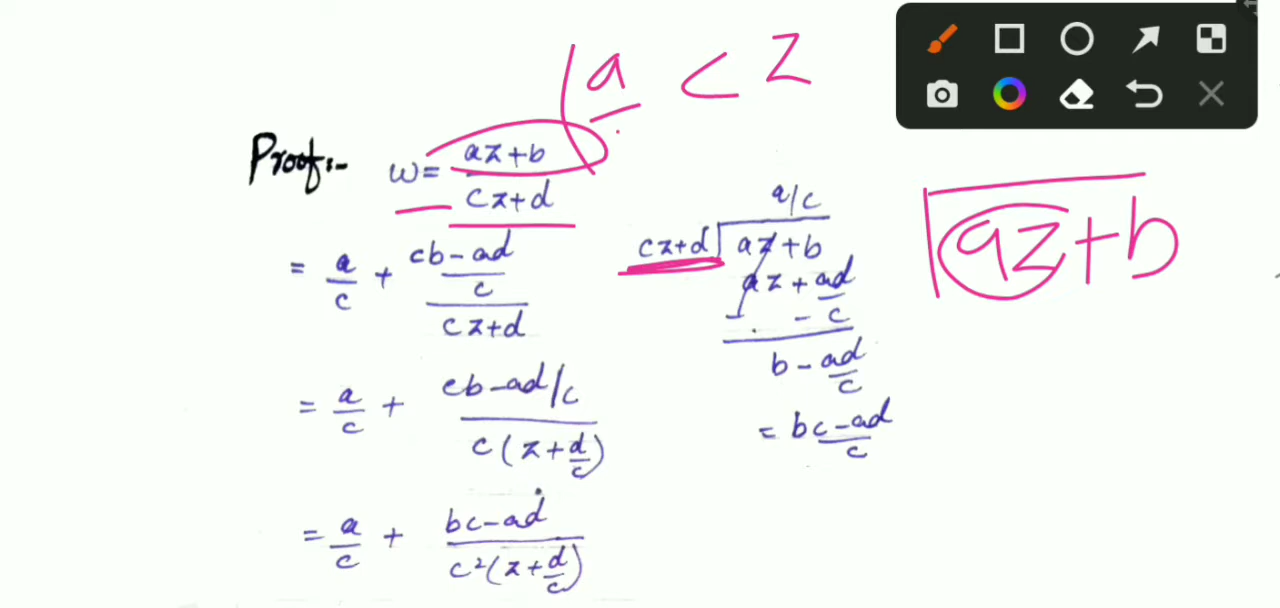 a c z
Proof:-
w = az+b
cz+d
= a/c + cb-ad
c
cz+d
= a/c + cb-ad/c
c(z+d/c)
= a/c + bc-ad
c²(z+d/c)
a/c
cz+d) az+b
az+ad/c
-
b-ad/c
= bc-ad
c
az+b